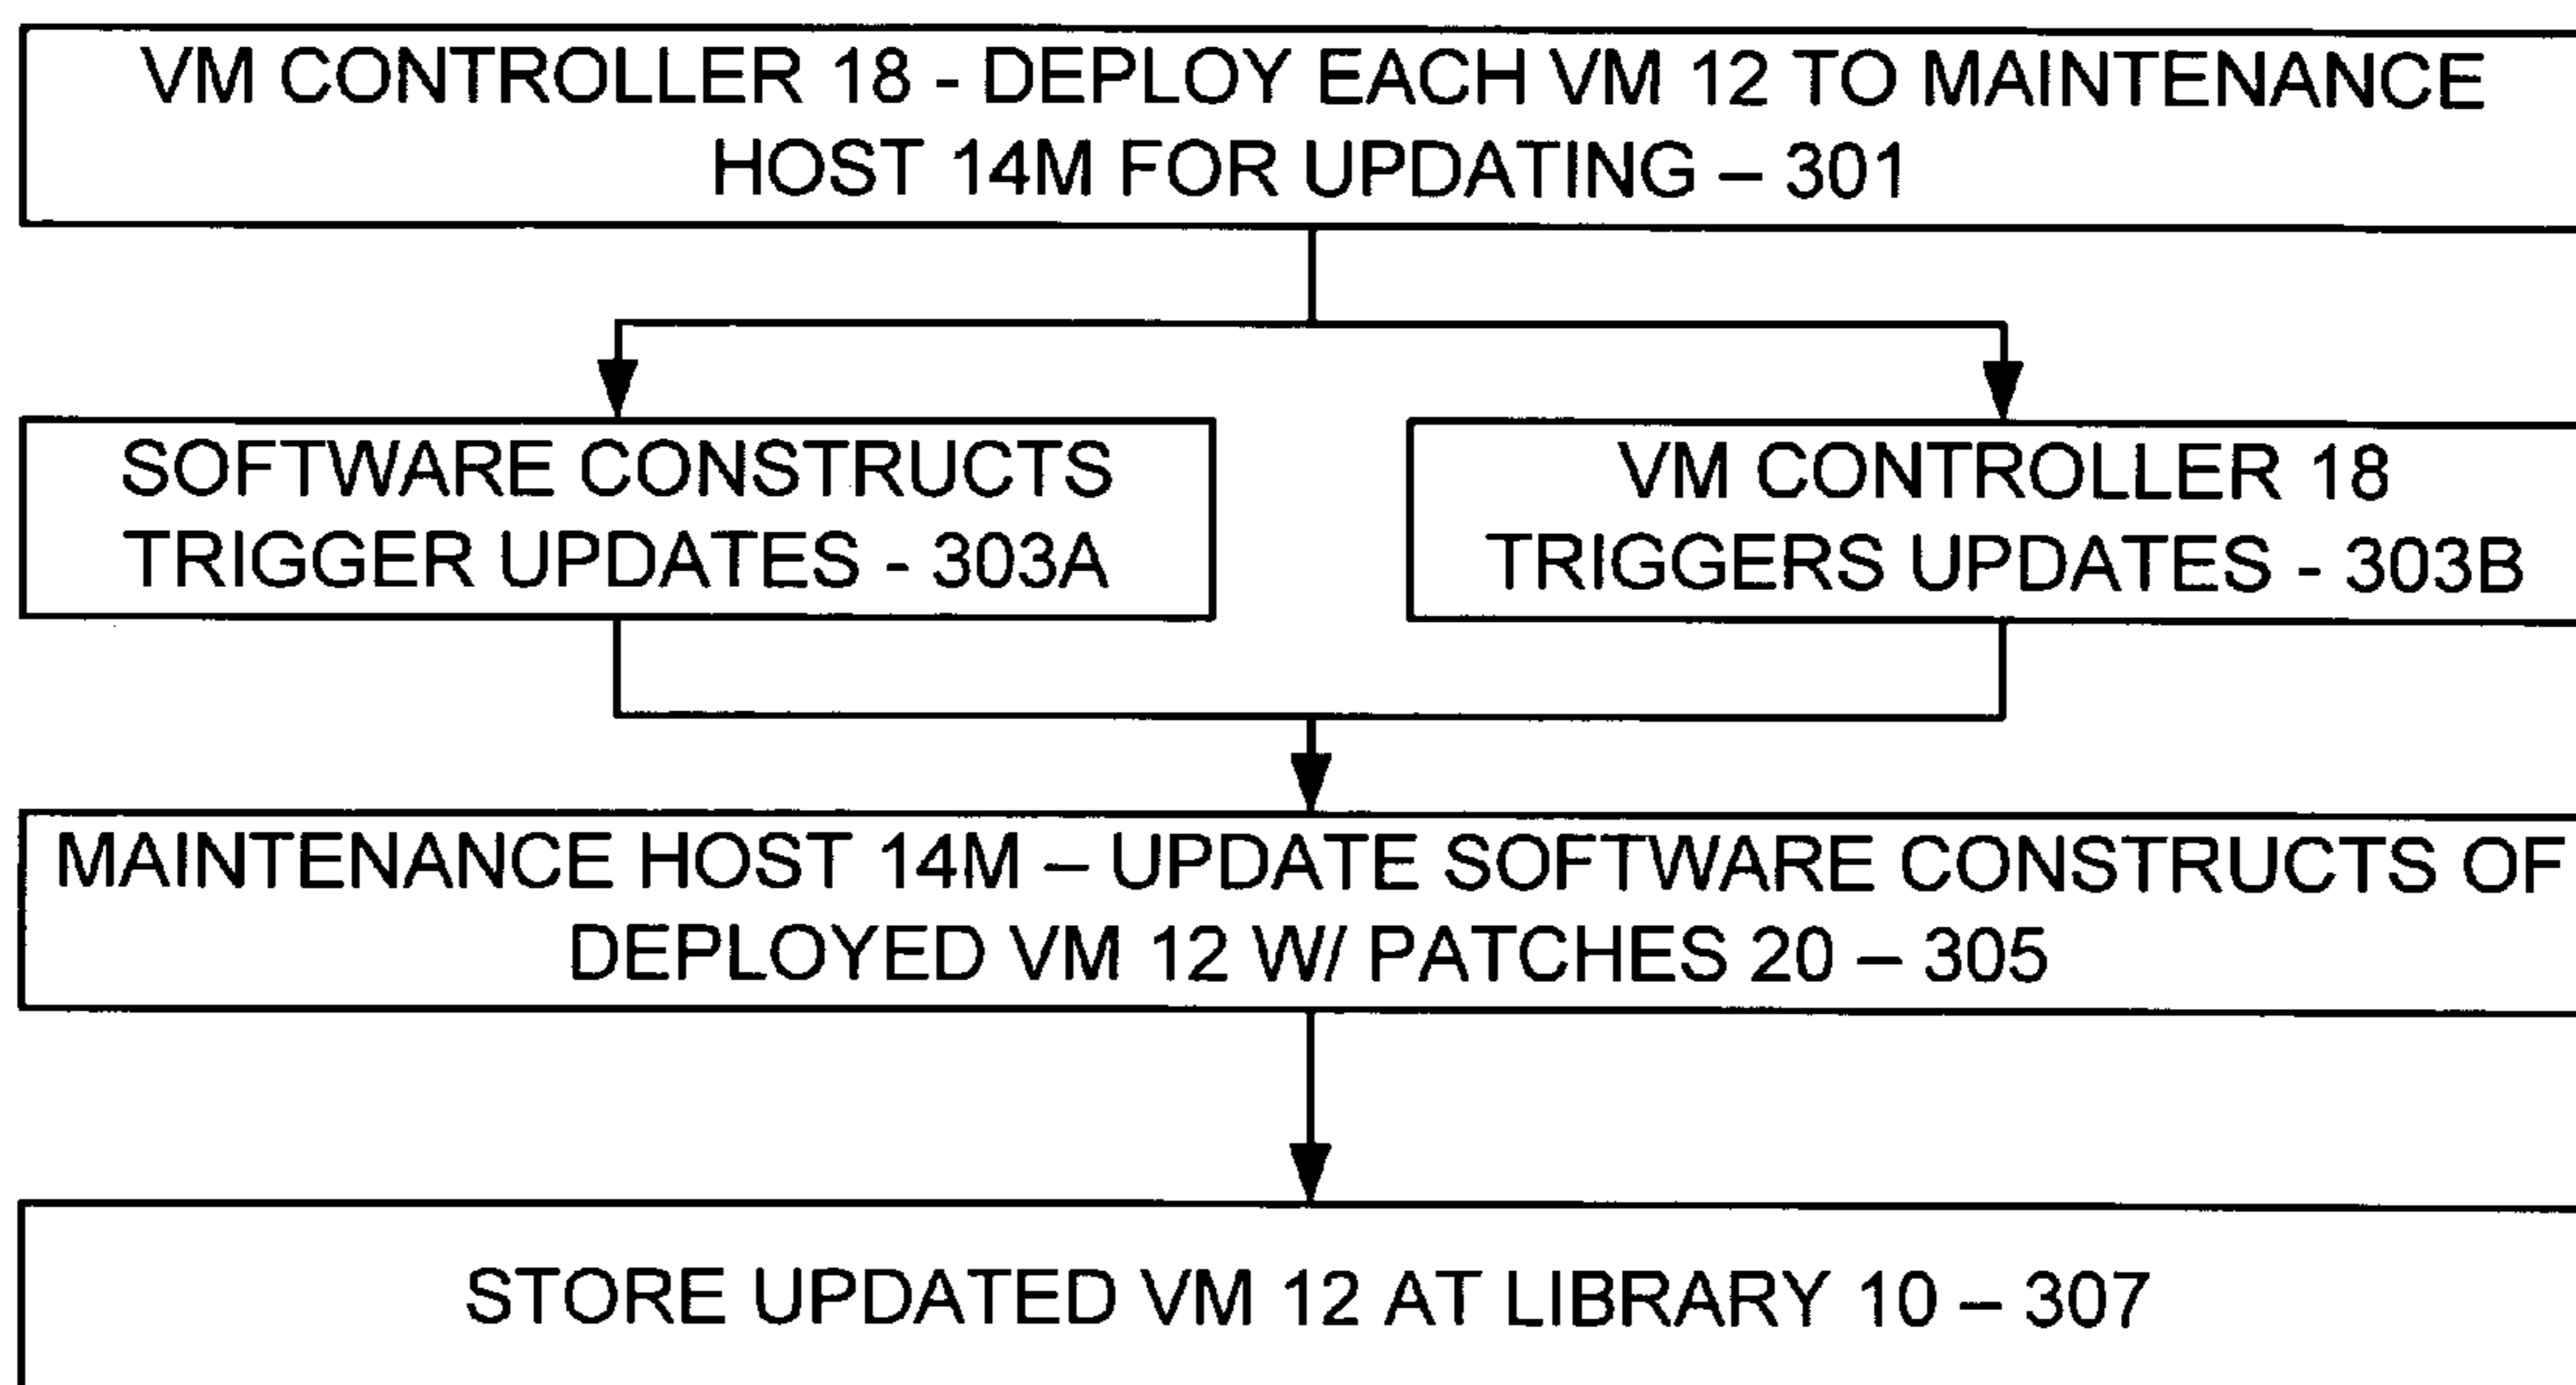 VM CONTROLLER 18 - DEPLOY EACH VM 12 TO MAINTENANCE
HOST 14M FOR UPDATING – 301
SOFTWARE CONSTRUCTS
TRIGGER UPDATES - 303A
VM CONTROLLER 18
TRIGGERS UPDATES - 303B
MAINTENANCE HOST 14M – UPDATE SOFTWARE CONSTRUCTS OF
DEPLOYED VM 12 W/ PATCHES 20 – 305
STORE UPDATED VM 12 AT LIBRARY 10 – 307